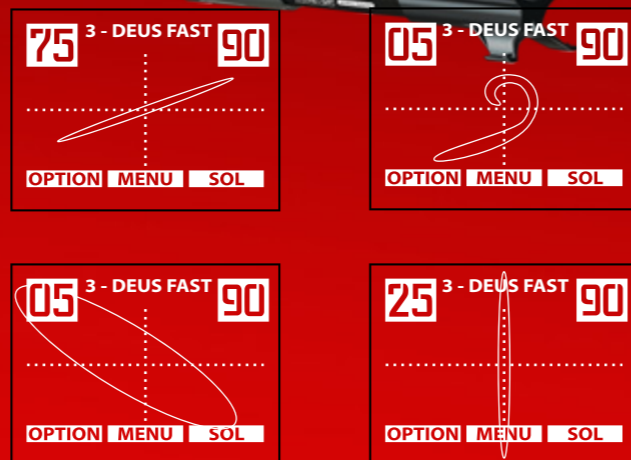 75 3 - DEUS FAST 90
OPTION MENU SOL
05 3 - DEUS FAST 90
OPTION MENU SOL
05 3 - DEUS FAST 90
OPTION MENU SOL
25 3 - DEUS FAST 90
OPTION MENU SOL